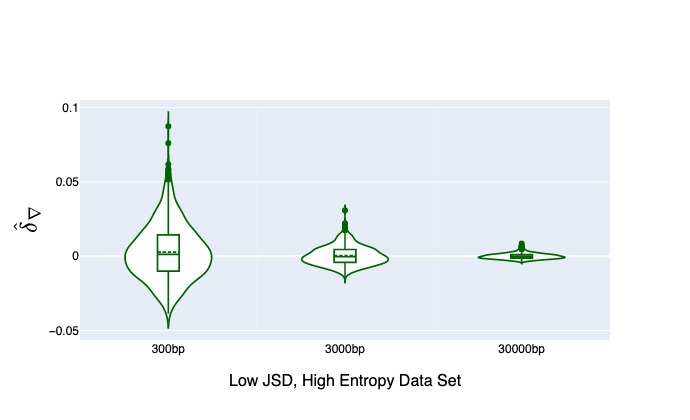 0.1
0.05
0
−0.05
δ̂∇
300bp
3000bp
30000bp
Low JSD, High Entropy Data Set